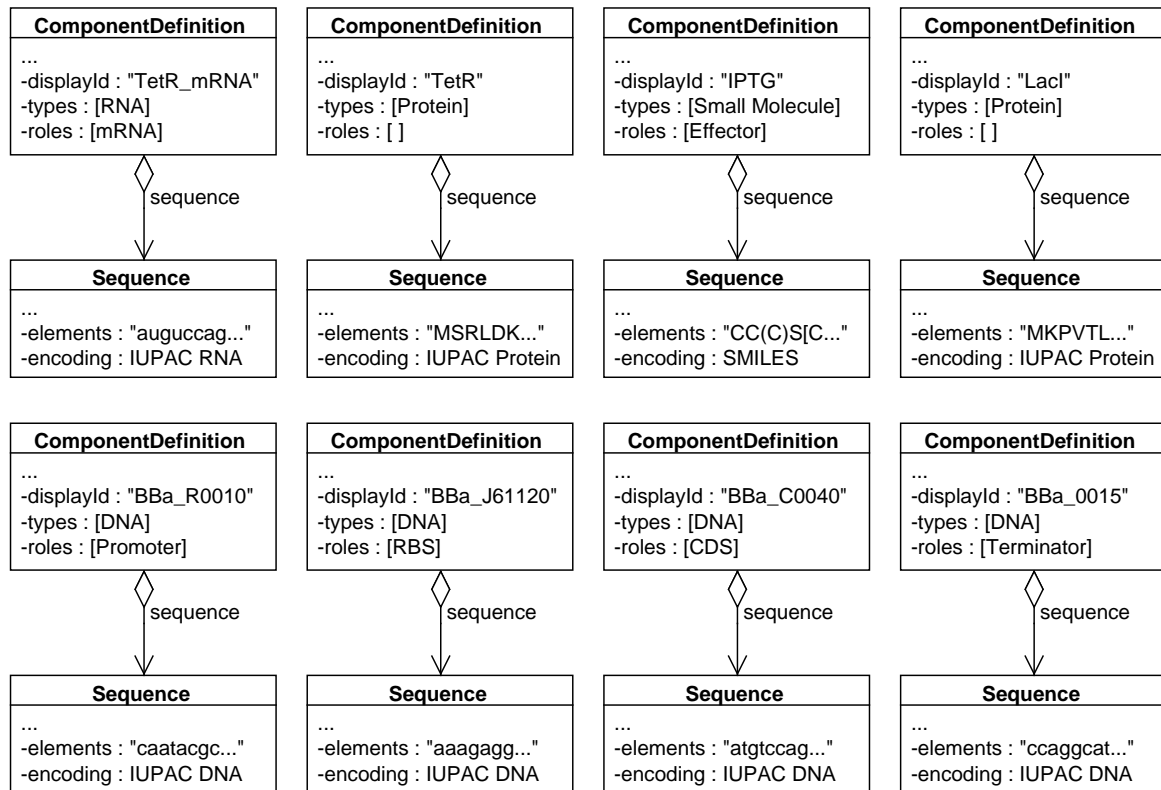 ComponentDefinition
...
-displayId : "TetR_mRNA"
-types : [RNA]
-roles : [mRNA]
sequence
Sequence
...
-elements : "auguccag..."
-encoding : IUPAC RNA
ComponentDefinition
...
-displayId : "TetR"
-types : [Protein]
-roles : [ ]
sequence
Sequence
...
-elements : "MSRLDK..."
-encoding : IUPAC Protein
ComponentDefinition
...
-displayId : "IPTG"
-types : [Small Molecule]
-roles : [Effector]
sequence
Sequence
...
-elements : "CC(C)S[C..."
-encoding : SMILES
ComponentDefinition
...
-displayId : "LacI"
-types : [Protein]
-roles : [ ]
sequence
Sequence
...
-elements : "MKPVTL..."
-encoding : IUPAC Protein
ComponentDefinition
...
-displayId : "BBa_R0010"
-types : [DNA]
-roles : [Promoter]
sequence
Sequence
...
-elements : "caatacgc..."
-encoding : IUPAC DNA
ComponentDefinition
...
-displayId : "BBa_J61120"
-types : [DNA]
-roles : [RBS]
sequence
Sequence
...
-elements : "aaagagg..."
-encoding : IUPAC DNA
ComponentDefinition
...
-displayId : "BBa_C0040"
-types : [DNA]
-roles : [CDS]
sequence
Sequence
...
-elements : "atgtccag..."
-encoding : IUPAC DNA
ComponentDefinition
...
-displayId : "BBa_0015"
-types : [DNA]
-roles : [Terminator]
sequence
Sequence
...
-elements : "ccaggcat..."
-encoding : IUPAC DNA